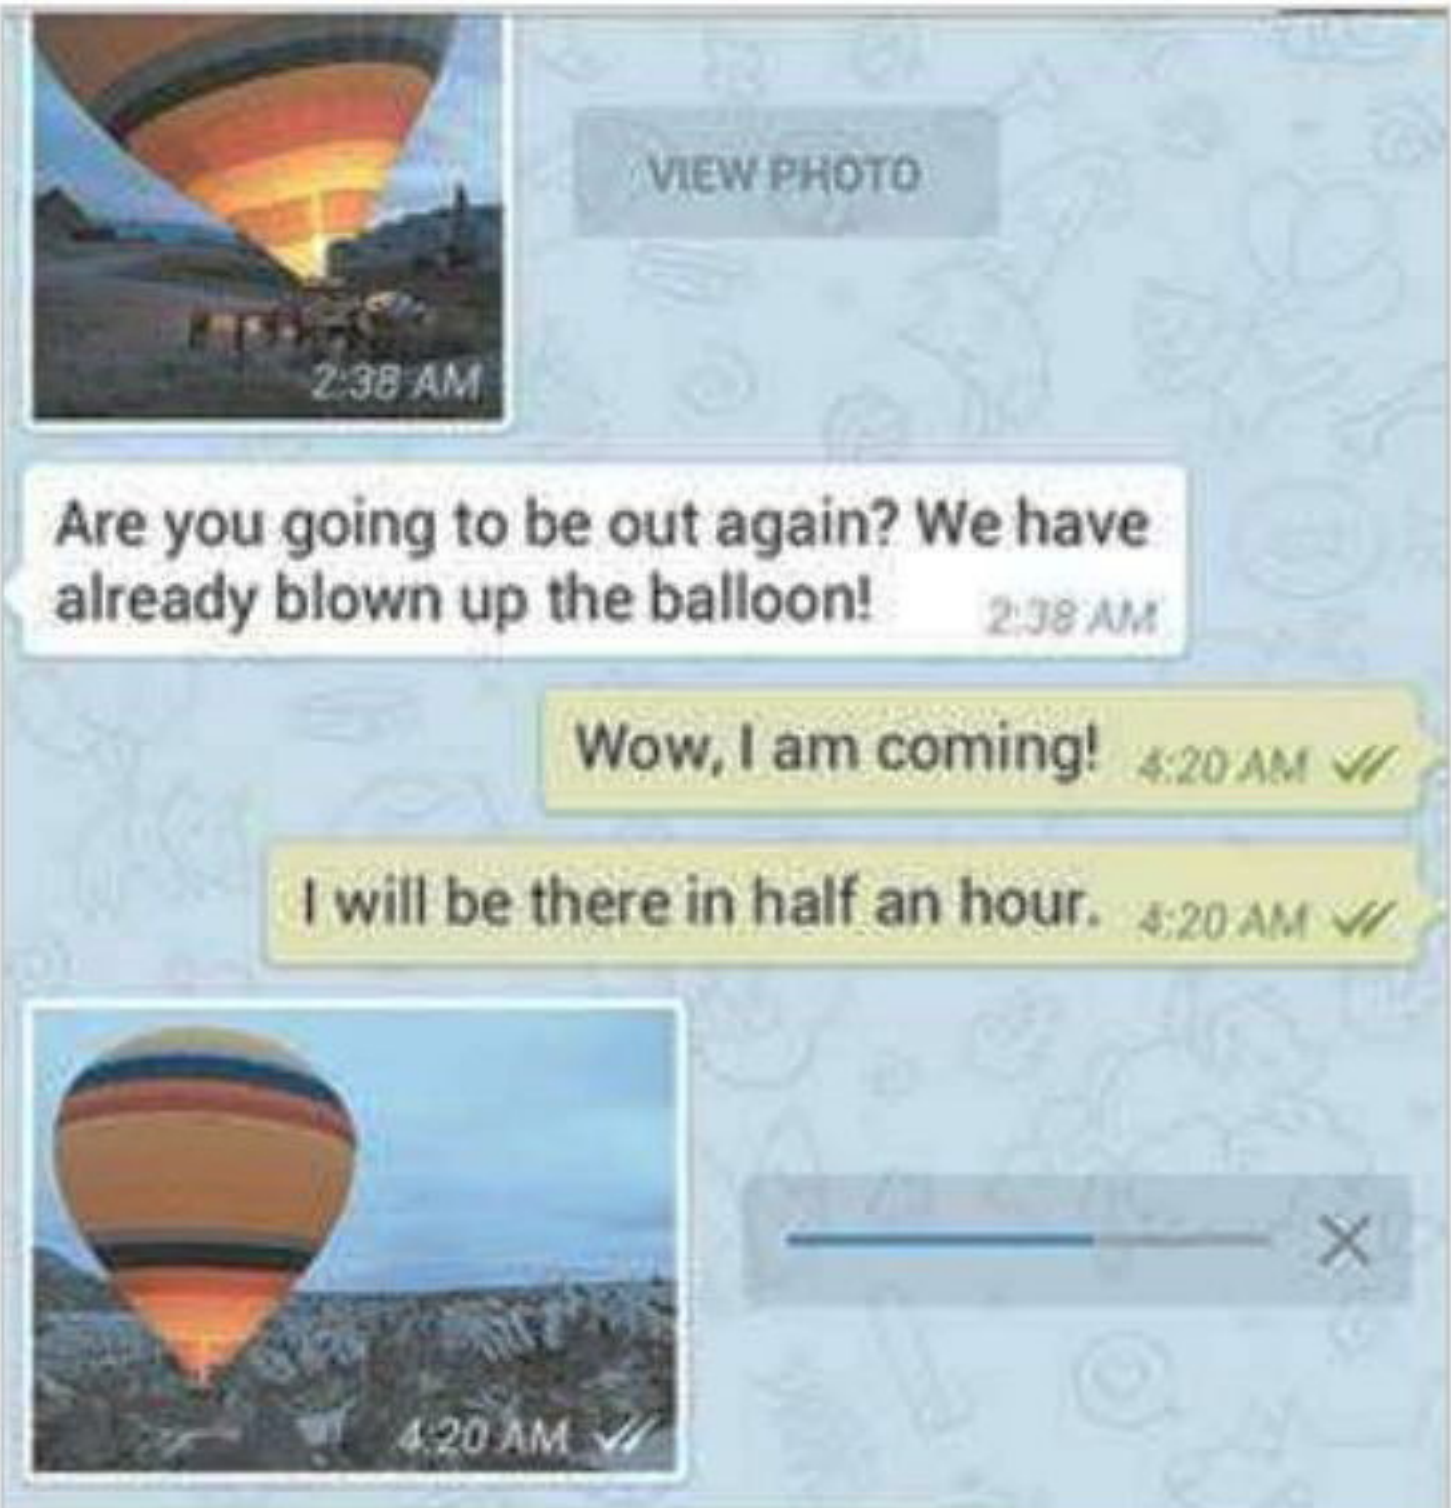 VIEW PHOTO
2:38 AM
Are you going to be out again? We have
already blown up the balloon!
2:38 AM
Wow, I am coming! 4:20 AM
I will be there in half an hour. 4:20 AM
4:20 AM